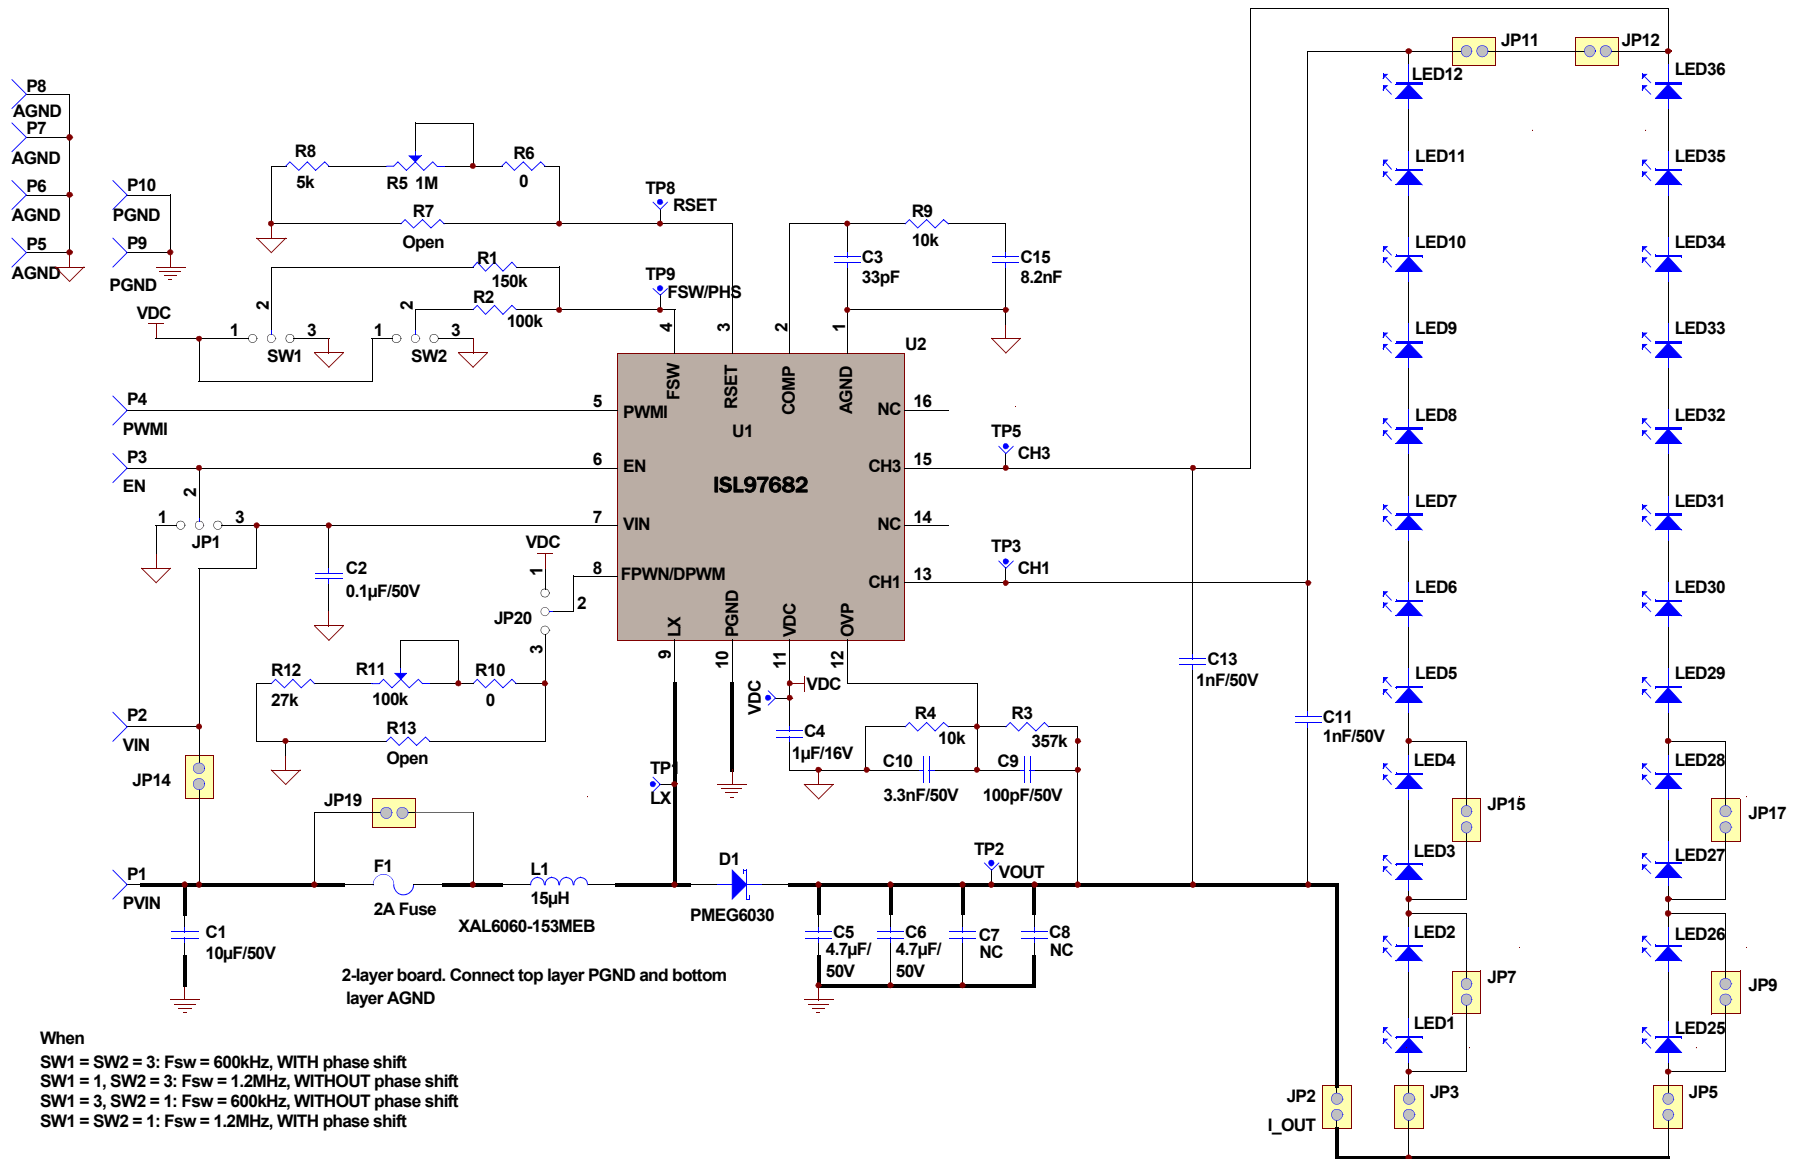 P8
AGND
P7
AGND
P6
AGND
P5
AGND
P10
PGND
P9
PGND
R8
5k
R5 1M
R6
0
R7
Open
TP8
RSET
R1
150k
R2
100k
TP9
FSW/PHS
VDC
1
2
3
SW1
1
2
3
SW2
R9
10k
C3
33pF
C15
8.2nF
4
3
2
1
U2
FSW
RSET
COMP
AGND
U1
ISL97682
P4
PWMI
5
PWMI
P3
EN
6
EN
1
2
3
JP1
7
VIN
8
FPWN/DPWM
NC
16
CH3
15
TP5
CH3
NC
14
CH1
13
TP3
CH1
LX
PGND
VDC
OVP
9
10
11
12
C2
0.1µF/50V
VDC
1
2
3
JP20
R12
27k
R11
100k
R10
0
R13
Open
P2
VIN
JP14
VDC
VDC
C4
1µF/16V
R4
10k
R3
357k
C10
3.3nF/50V
C9
100pF/50V
C13
1nF/50V
C11
1nF/50V
TP1
LX
JP19
P1
PVIN
F1
2A Fuse
L1
15µH
XAL6060-153MEB
D1
PMEG6030
TP2
VOUT
C1
10µF/50V
C5
4.7µF/
50V
C6
4.7µF/
50V
C7
NC
C8
NC
2-layer board. Connect top layer PGND and bottom
layer AGND
When
SW1 = SW2 = 3: Fsw = 600kHz, WITH phase shift
SW1 = 1, SW2 = 3: Fsw = 1.2MHz, WITHOUT phase shift
SW1 = 3, SW2 = 1: Fsw = 600kHz, WITHOUT phase shift
SW1 = SW2 = 1: Fsw = 1.2MHz, WITH phase shift
JP11
JP12
LED12
LED11
LED10
LED9
LED8
LED7
LED6
LED5
LED4
LED3
LED2
LED1
JP15
JP7
LED36
LED35
LED34
LED33
LED32
LED31
LED30
LED29
LED28
LED27
LED26
LED25
JP17
JP9
JP2
I_OUT
JP3
JP5